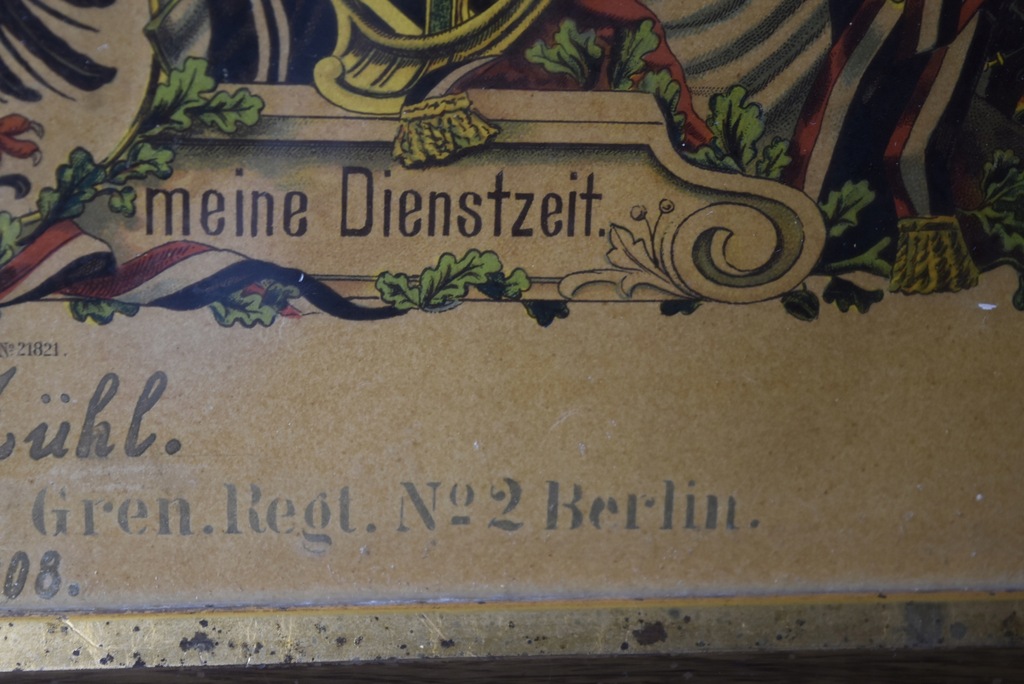 meine Dienstzeit.
No 21821.
ühl.
Gren. Regt. No 2 Berlin.
08.